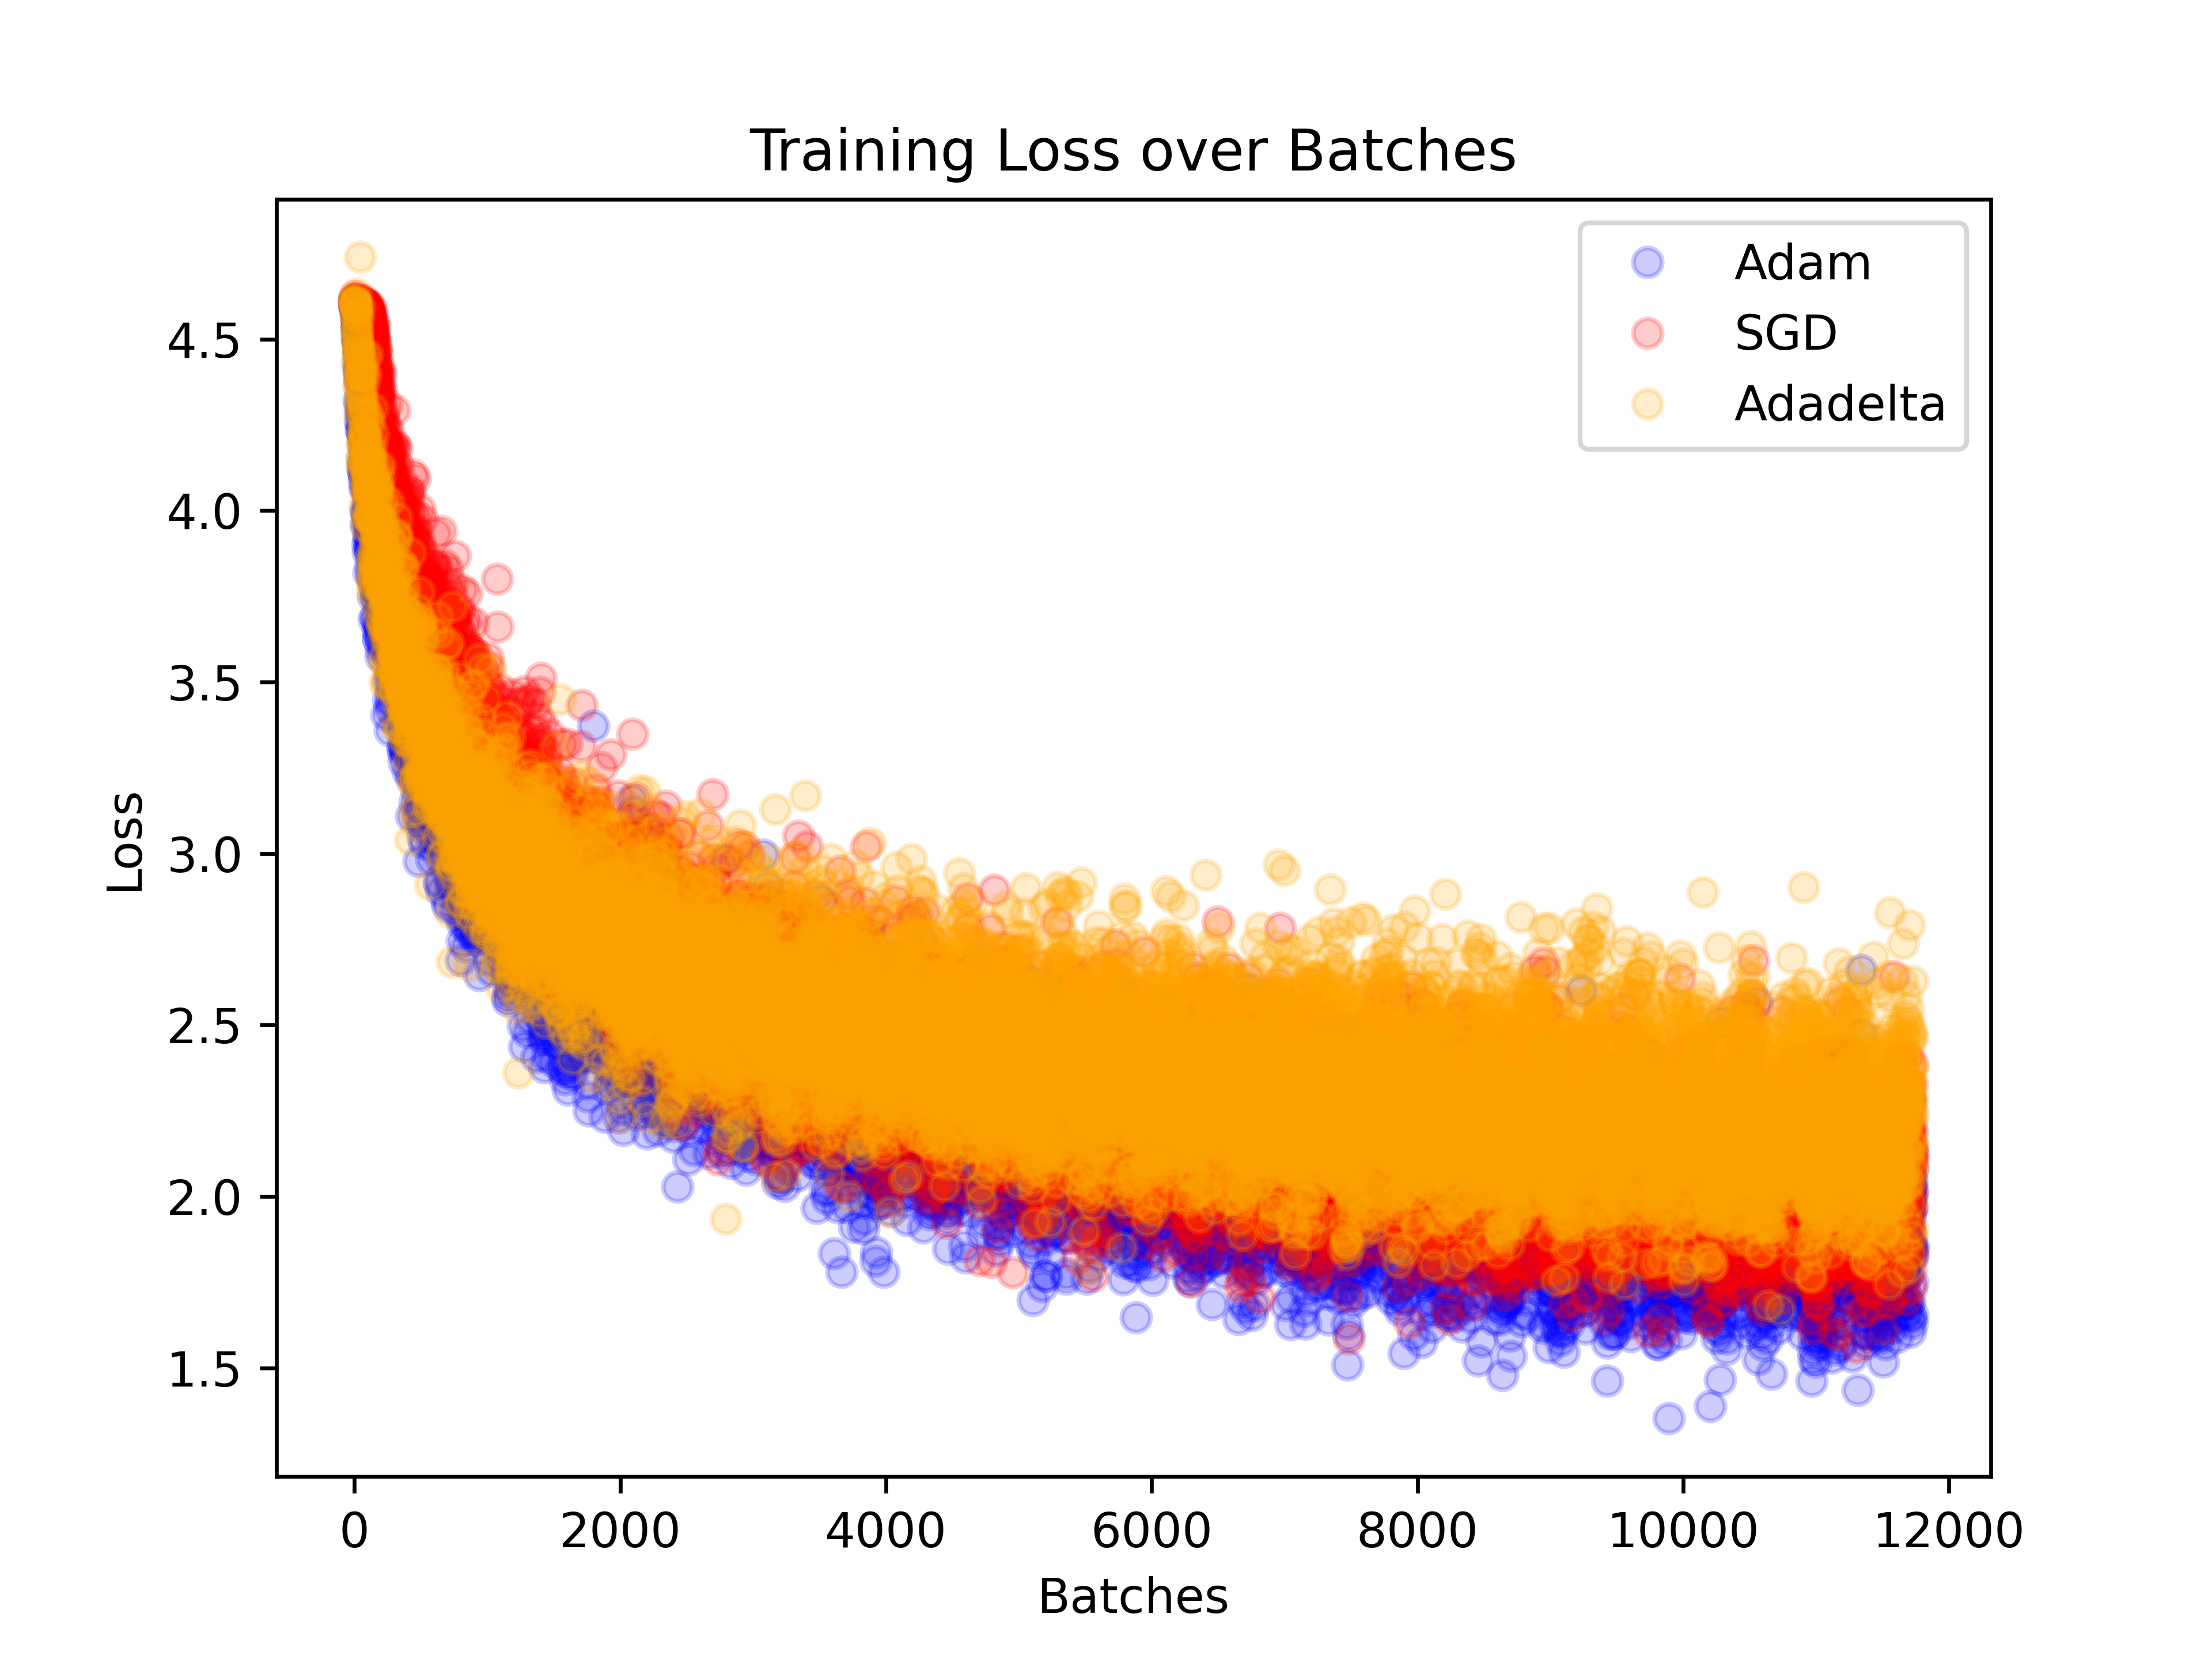 Training Loss over Batches
Adam
SGD
Adadelta
4.5
4.0
3.5
3.0
2.5
2.0
1.5
Loss
0 2000 4000 6000 8000 10000 12000
Batches